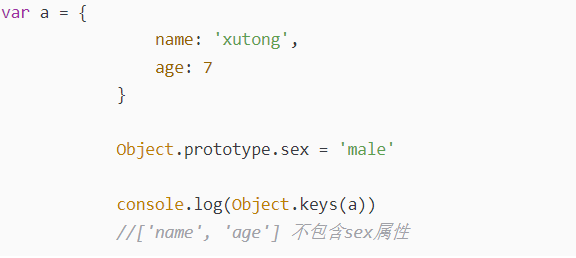 var a = {
name: 'xutong',
age: 7
}
Object.prototype.sex = 'male'
console.log(Object.keys(a))
//['name', 'age'] 不包含sex属性